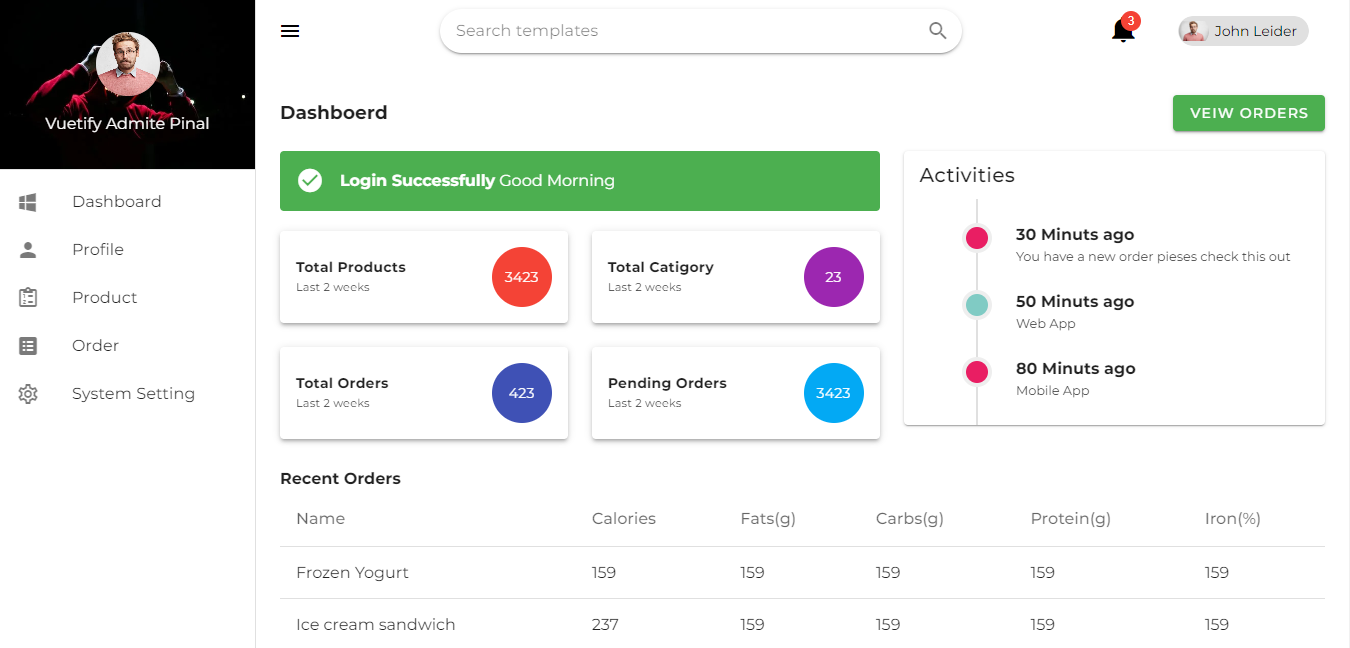 Search templates
3
John Leider
Vuetify Admite Pinal
Dashboard
Profile
Product
Order
System Setting
Dashboerd
VEIW ORDERS
Login Successfully Good Morning
Total Products
Last 2 weeks
3423
Total Catigory
Last 2 weeks
23
Total Orders
Last 2 weeks
423
Pending Orders
Last 2 weeks
3423
Activities
30 Minuts ago
You have a new order pieses check this out
50 Minuts ago
Web App
80 Minuts ago
Mobile App
Recent Orders
Name Calories Fats(g) Carbs(g) Protein(g) Iron(%)
Frozen Yogurt 159 159 159 159 159
Ice cream sandwich 237 159 159 159 159